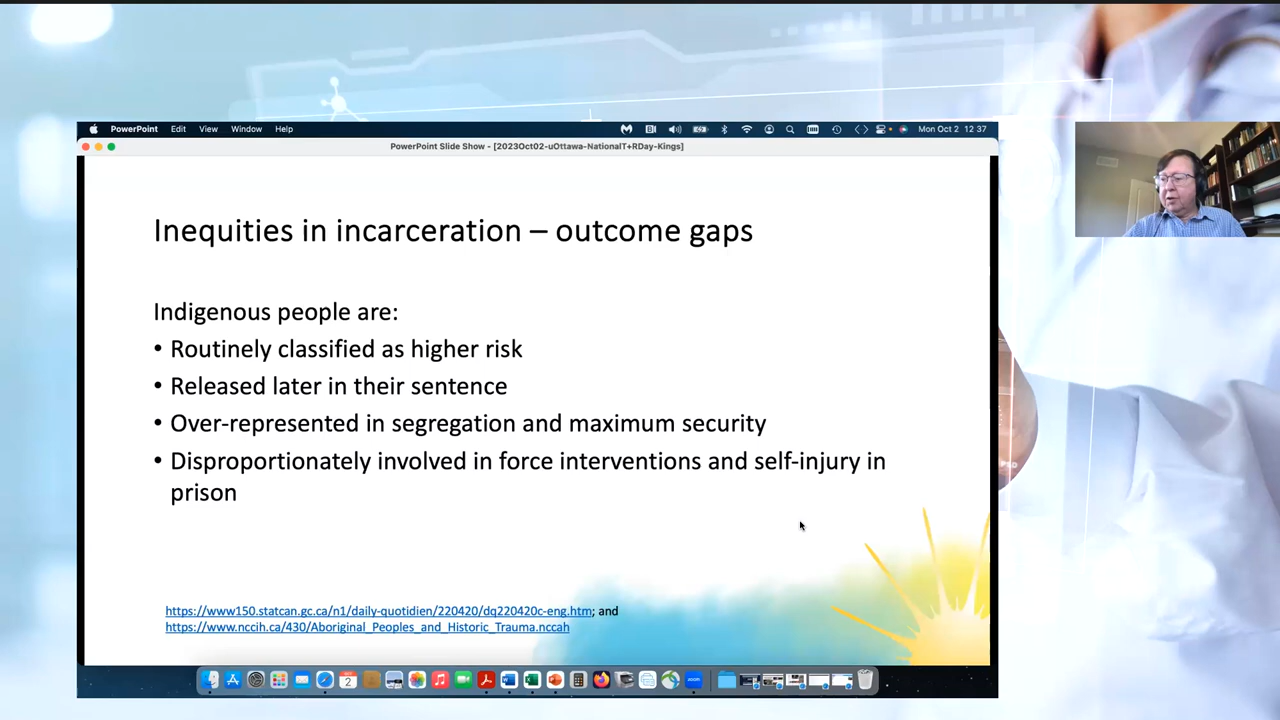 PowerPoint Edit View Window Help Mon Oct 2 12 37
PowerPoint Slide Show - [2023Oct02-uOttawa-NationalT+RDay-Kings]
Inequities in incarceration – outcome gaps
Indigenous people are:
• Routinely classified as higher risk
• Released later in their sentence
• Over-represented in segregation and maximum security
• Disproportionately involved in force interventions and self-injury in
prison
https://www150.statcan.gc.ca/n1/daily-quotidien/220420/dq220420c-eng.htm; and
https://www.nccih.ca/430/Aboriginal_Peoples_and_Historic_Trauma.nccah